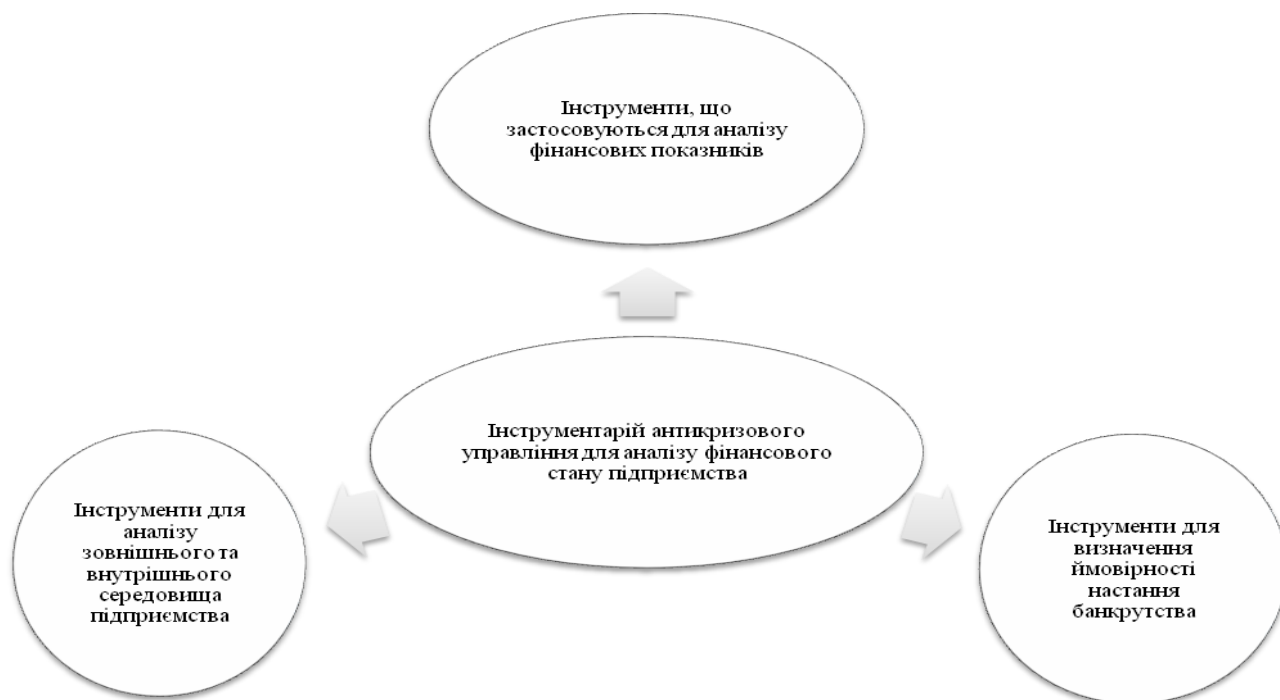 Інструменти, що
застосовуються для аналізу
фінансових показників
Інструментарій антикризового
управління для аналізу фінансового
стану підприємства
Інструменти для
аналізу
зовнішнього та
внутрішнього
середовища
підприємства
Інструменти для
визначення
ймовірності
настання
банкрутства